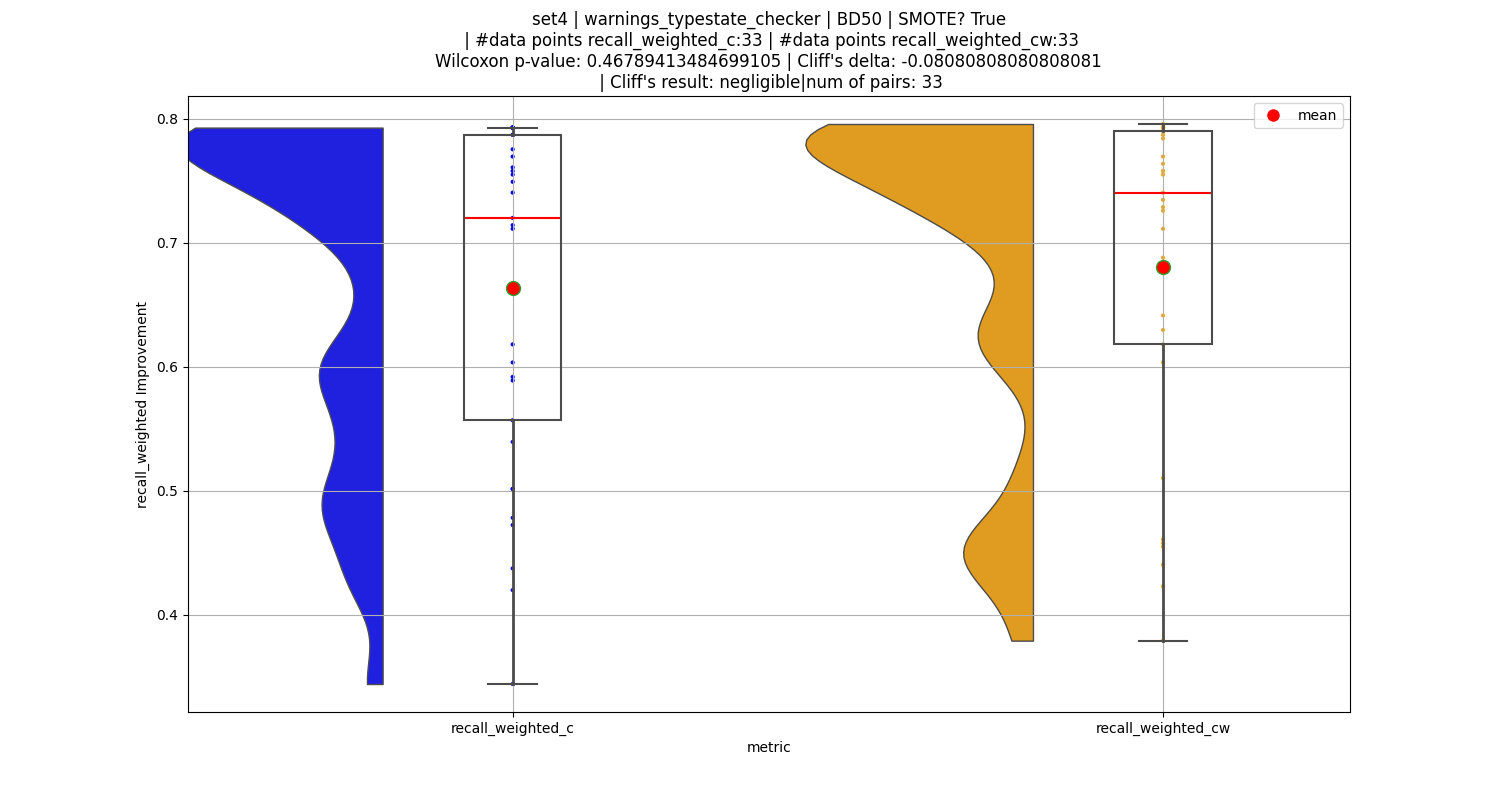 set4 | warnings_typestate_checker | BD50 | SMOTE? True
| #data points recall_weighted_c:33 | #data points recall_weighted_cw:33
Wilcoxon p-value: 0.46789413484699105 | Cliff's delta: -0.08080808080808081
| Cliff's result: negligible|num of pairs: 33
mean
0.8
0.7
0.6
0.5
0.4
recall_weighted Improvement
recall_weighted_c
recall_weighted_cw
metric